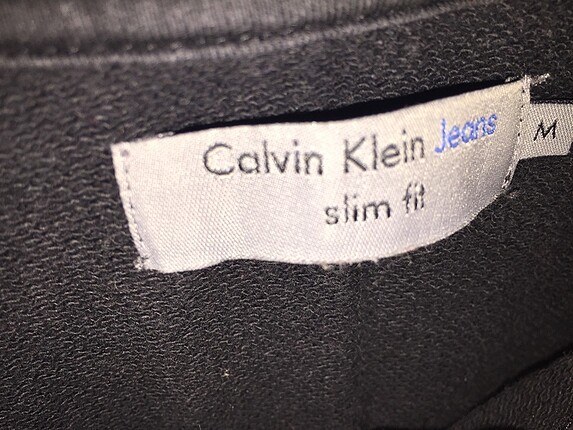 Calvin Klein Jeans
slim fit
M